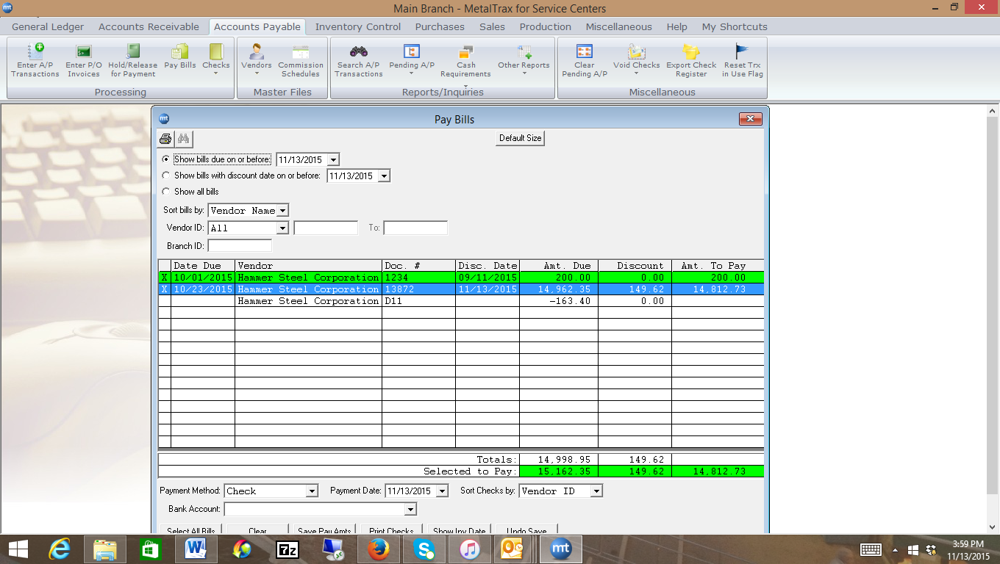 mt Main Branch - MetalTrax for Service Centers
General Ledger Accounts Receivable Accounts Payable Inventory Control Purchases Sales Production Miscellaneous Help My Shortcuts
Enter A/P Transactions Enter P/O Invoices Hold/Release for Payment Pay Bills Checks Vendors Commission Schedules Search A/P Transactions Pending A/P Cash Requirements Other Reports Clear Pending A/P Void Checks Export Check Register Reset Trx in Use Flag
Processing Master Files Reports/Inquiries Miscellaneous
mt Pay Bills
Default Size
Show bills due on or before: 11/13/2015
Show bills with discount date on or before: 11/13/2015
Show all bills
Sort bills by: Vendor Name
Vendor ID: All To:
Branch ID:
Date Due Vendor Doc. # Disc. Date Amt. Due Discount Amt. To Pay
X 10/01/2015 Hammer Steel Corporation 1234 09/11/2015 200.00 0.00 200.00
X 10/23/2015 Hammer Steel Corporation 13872 11/13/2015 14,962.35 149.62 14,812.73
Hammer Steel Corporation D11 -163.40 0.00
Totals: 14,998.95 149.62
Selected to Pay: 15,162.35 149.62 14,812.73
Payment Method: Check Payment Date: 11/13/2015 Sort Checks by: Vendor ID
Bank Account:
Select All Bills Clear Save Pay Amts Print Checks Show Inv Date Undo Save
7z mt 3:59 PM
11/13/2015